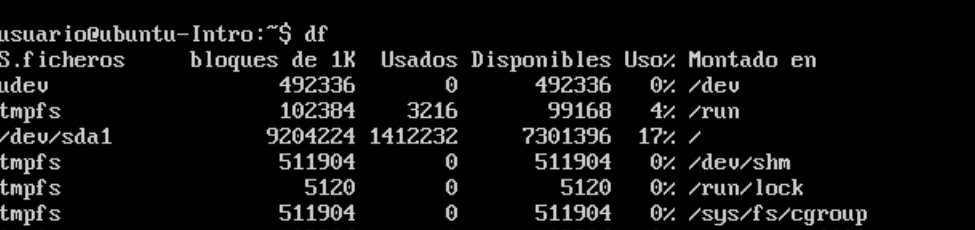 usuario@ubuntu-Intro:~$ df
S.ficheros     bloques de 1K  Usados Disponibles Uso% Montado en
udev                  492336       0      492336   0% /dev
tmpfs                 102384    3216       99168   4% /run
/dev/sda1            9204224 1412232     7301396  17% /
tmpfs                 511904       0      511904   0% /dev/shm
tmpfs                   5120       0        5120   0% /run/lock
tmpfs                 511904       0      511904   0% /sys/fs/cgroup